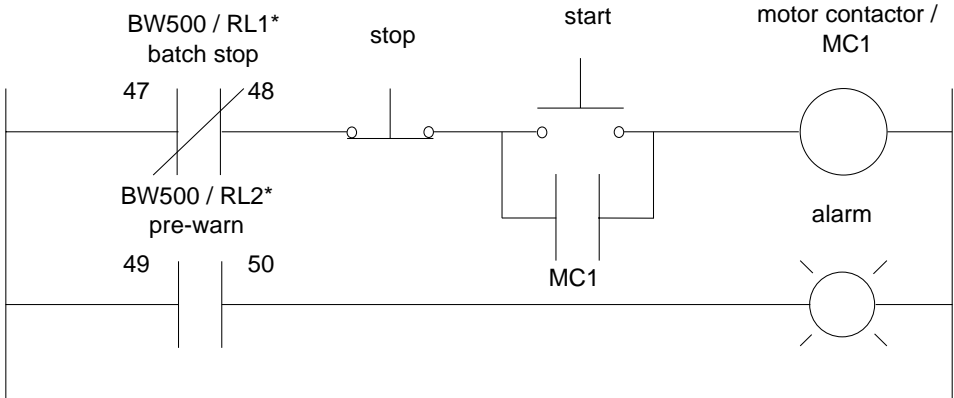 BW500 / RL1*
batch stop
47
48
stop
start
motor contactor /
MC1
BW500 / RL2*
pre-warn
49
50
MC1
alarm